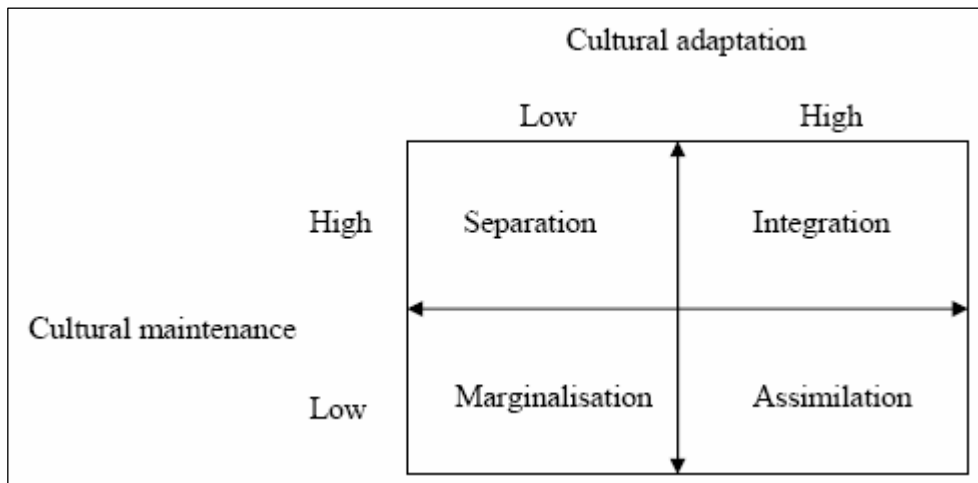 Cultural adaptation
Low High
High Separation Integration
Cultural maintenance
Low Marginalisation Assimilation